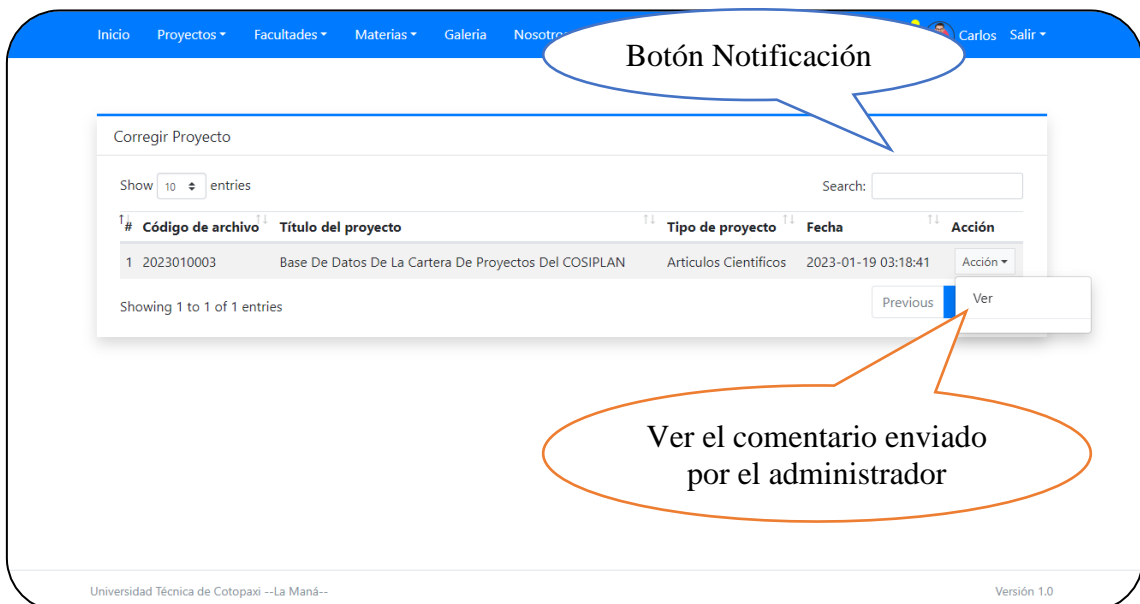 Inicio Proyectos Facultades Materias Galeria Carlos Salir
Botón Notificación
Corregir Proyecto
Show 10 entries Search:
# Código de archivo Título del proyecto Tipo de proyecto Fecha Acción
1 2023010003 Base De Datos De La Cartera De Proyectos Del COSIPLAN Articulos Cientificos 2023-01-19 03:18:41 Acción
Showing 1 to 1 of 1 entries Previous
Ver
Ver el comentario enviado
por el administrador
Universidad Técnica de Cotopaxi --La Maná-- Versión 1.0